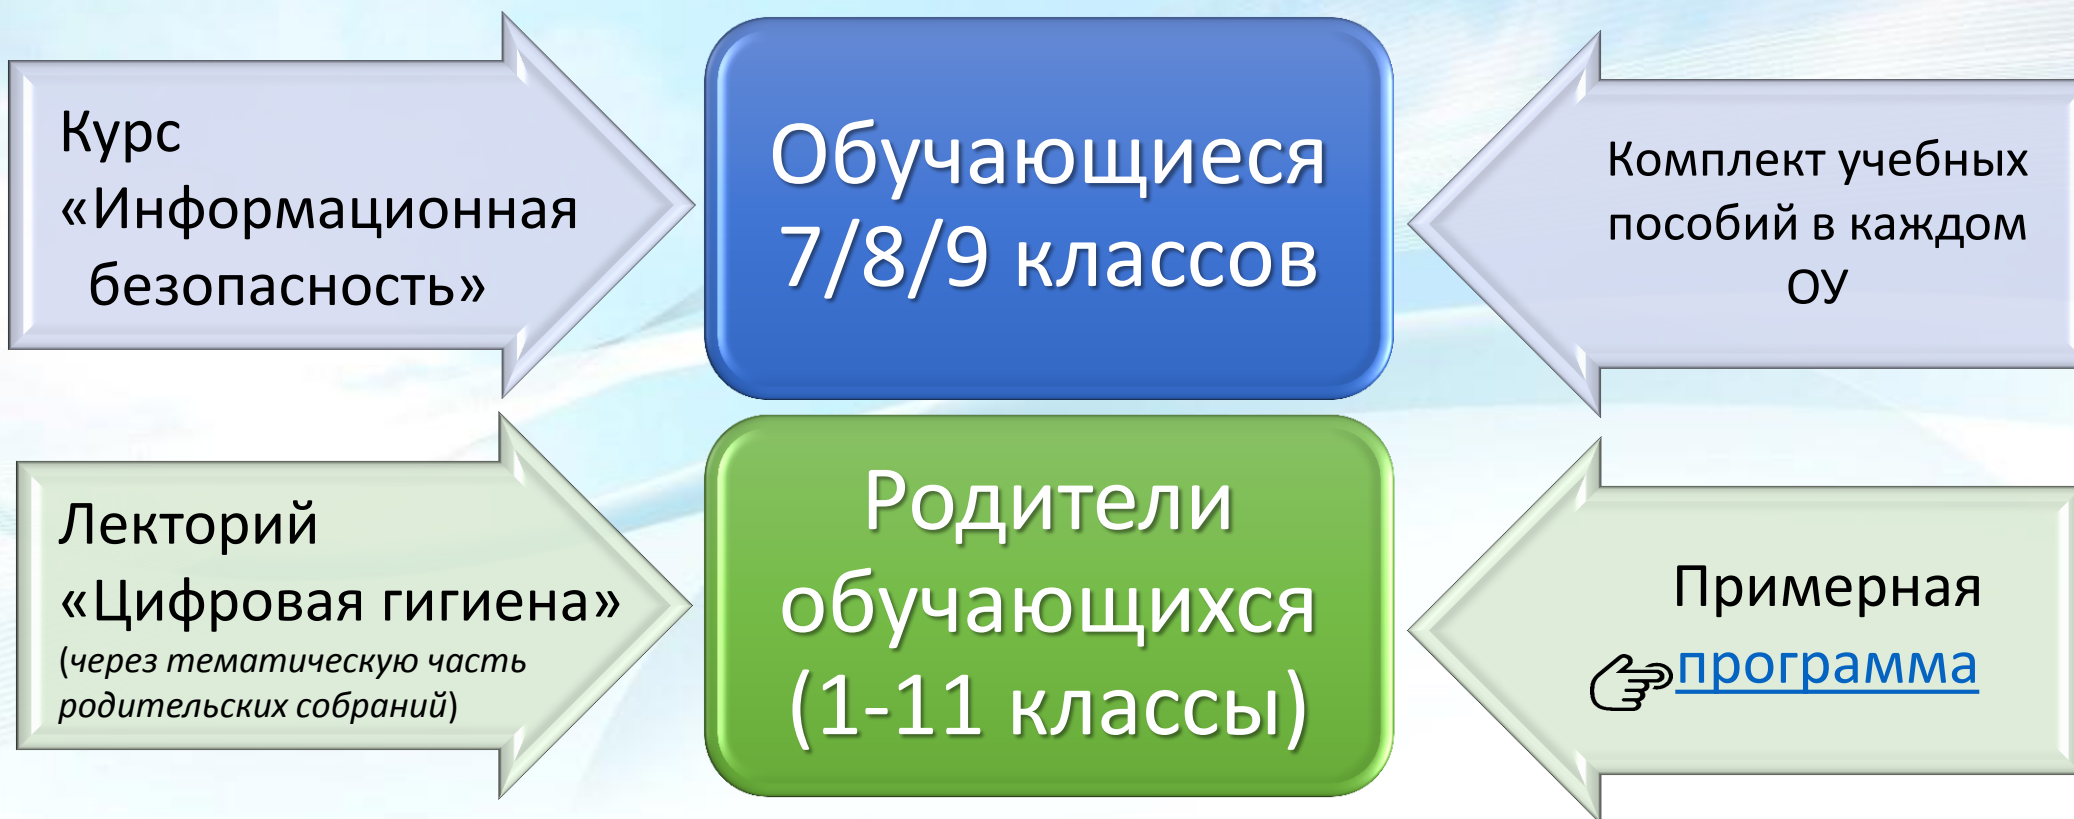 Курс
«Информационная
безопасность»
Обучающиеся
7/8/9 классов
Комплект учебных
пособий в каждом
ОУ
Лекторий
«Цифровая гигиена»
(через тематическую часть
родительских собраний)
Родители
обучающихся
(1-11 классы)
Примерная
программа